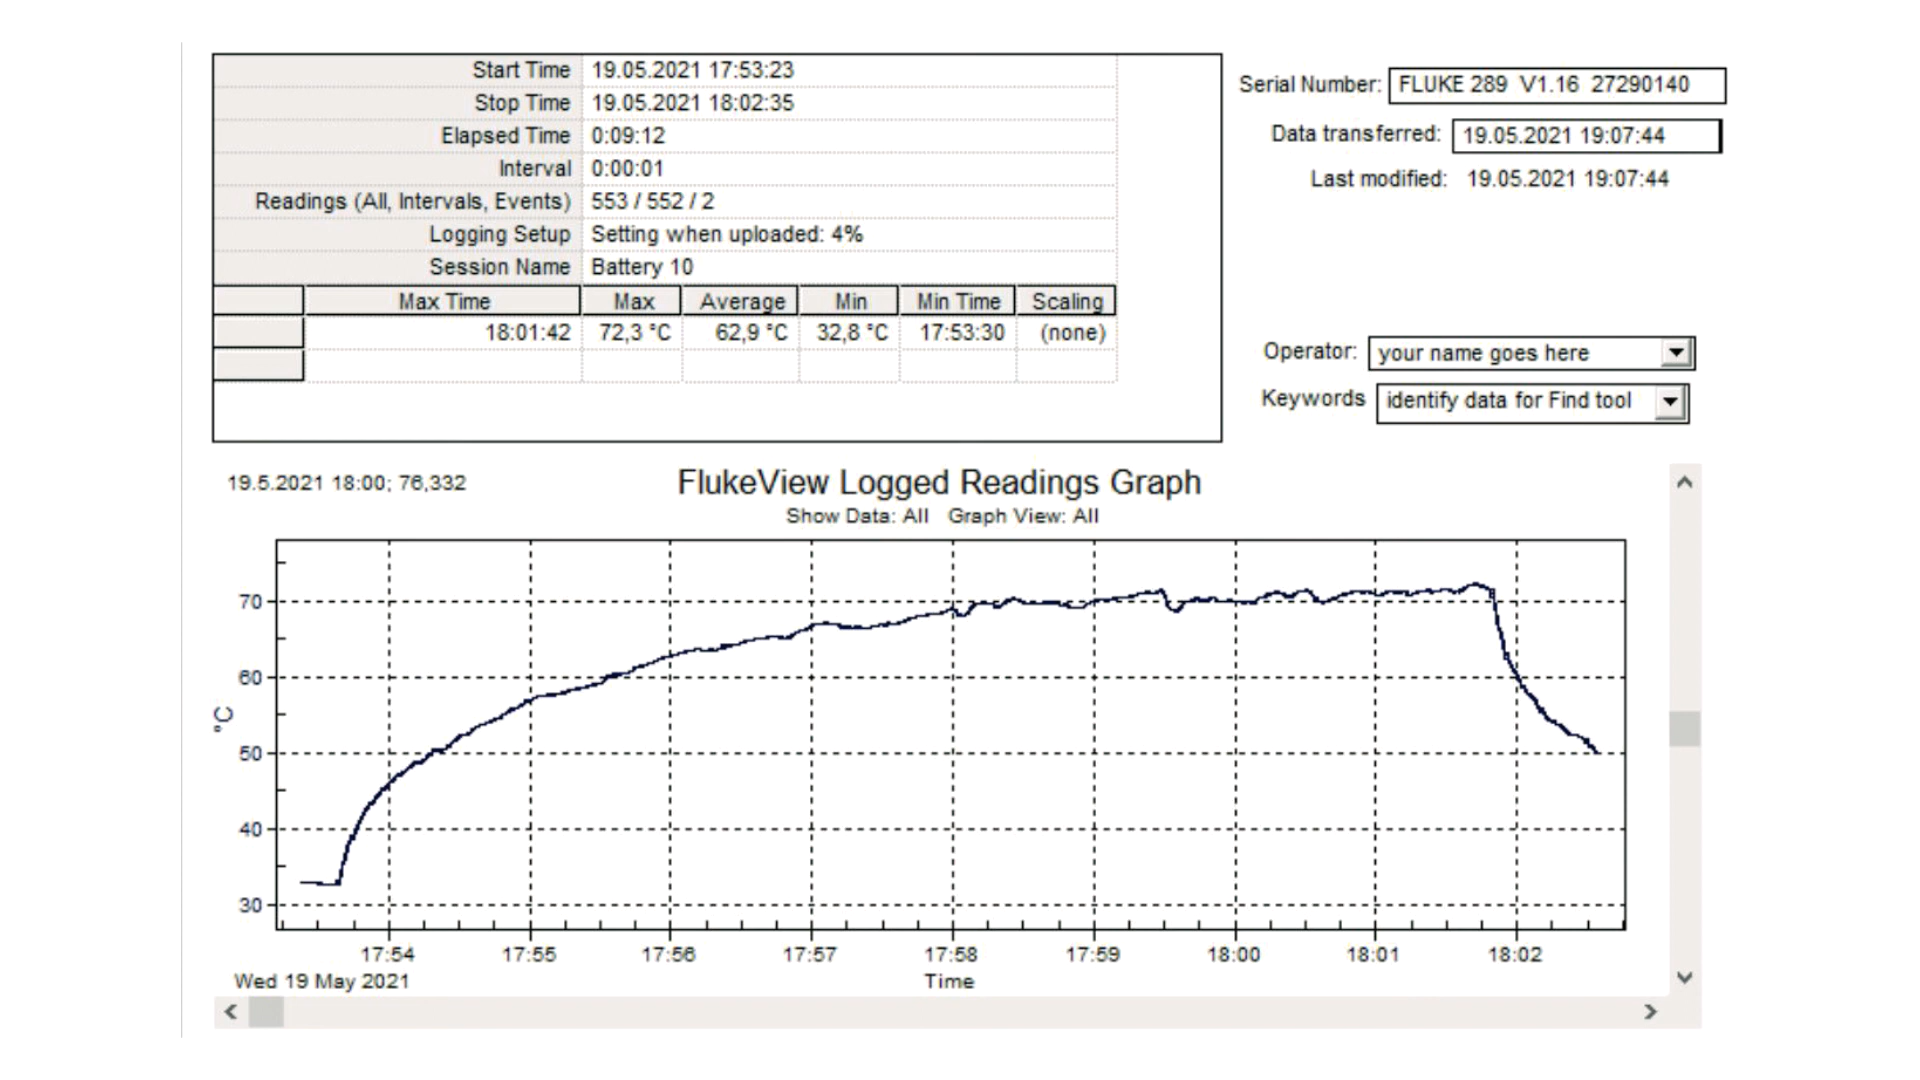 Start Time 19.05.2021 17:53:23
Stop Time 19.05.2021 18:02:35
Elapsed Time 0:09:12
Interval 0:00:01
Readings (All, Intervals, Events) 553 / 552 / 2
Logging Setup Setting when uploaded: 4%
Session Name Battery 10
Max Time Max Average Min Min Time Scaling
18:01:42 72,3 °C 62,9 °C 32,8 °C 17:53:30 (none)
Serial Number: FLUKE 289 V1.16 27290140
Data transferred: 19.05.2021 19:07:44
Last modified: 19.05.2021 19:07:44
Operator: your name goes here
Keywords identify data for Find tool
19.5.2021 18:00; 76,332
FlukeView Logged Readings Graph
Show Data: All Graph View: All
70
60
°C
50
40
30
17:54 17:55 17:56 17:57 17:58 17:59 18:00 18:01 18:02
Wed 19 May 2021 Time